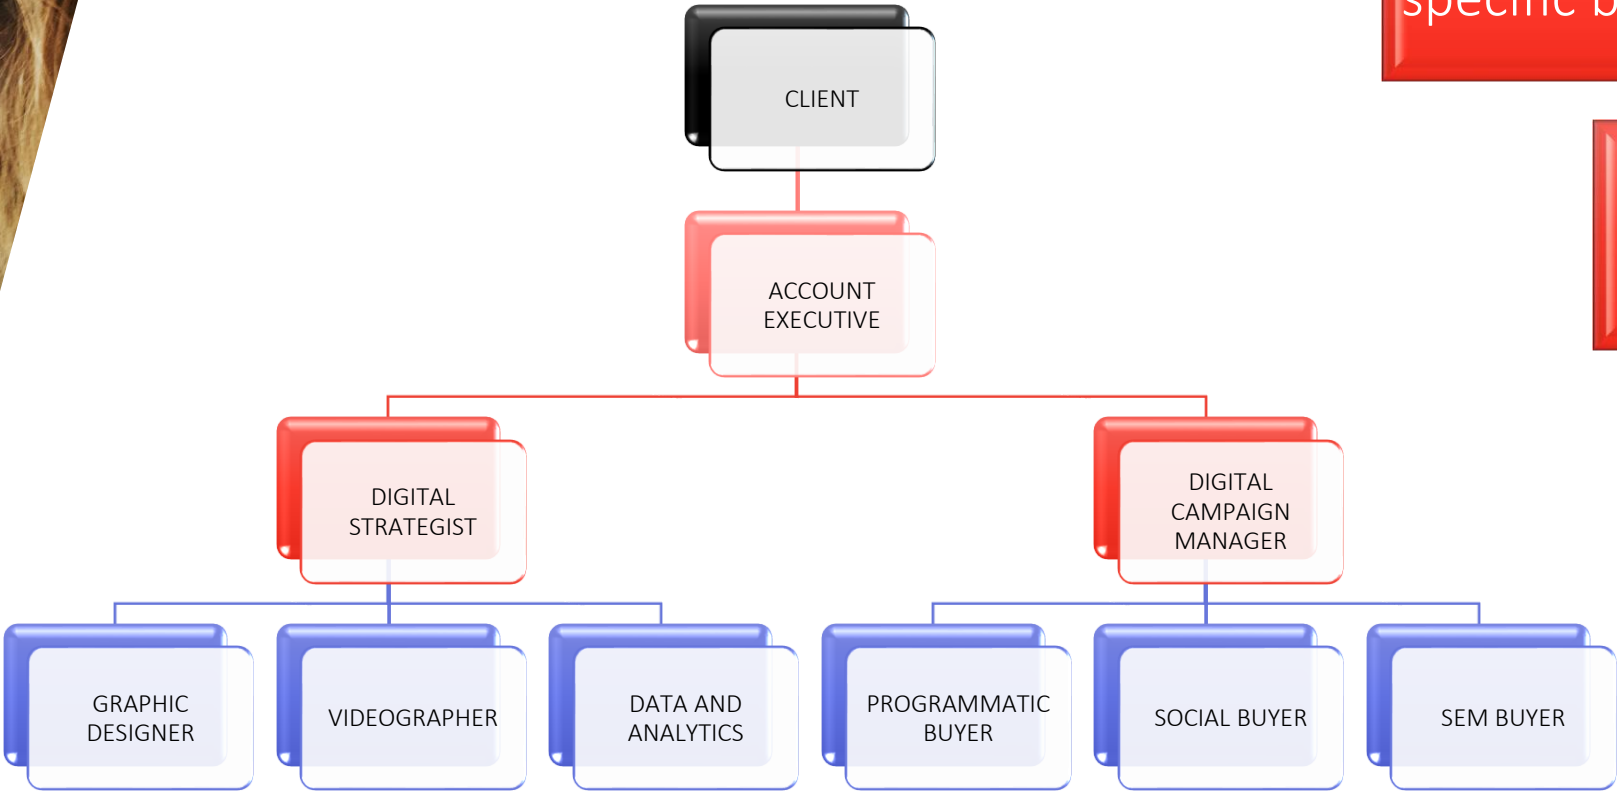 specific b
CLIENT
ACCOUNT
EXECUTIVE
DIGITAL
STRATEGIST
DIGITAL
CAMPAIGN
MANAGER
GRAPHIC
DESIGNER
VIDEOGRAPHER
DATA AND
ANALYTICS
PROGRAMMATIC
BUYER
SOCIAL BUYER
SEM BUYER